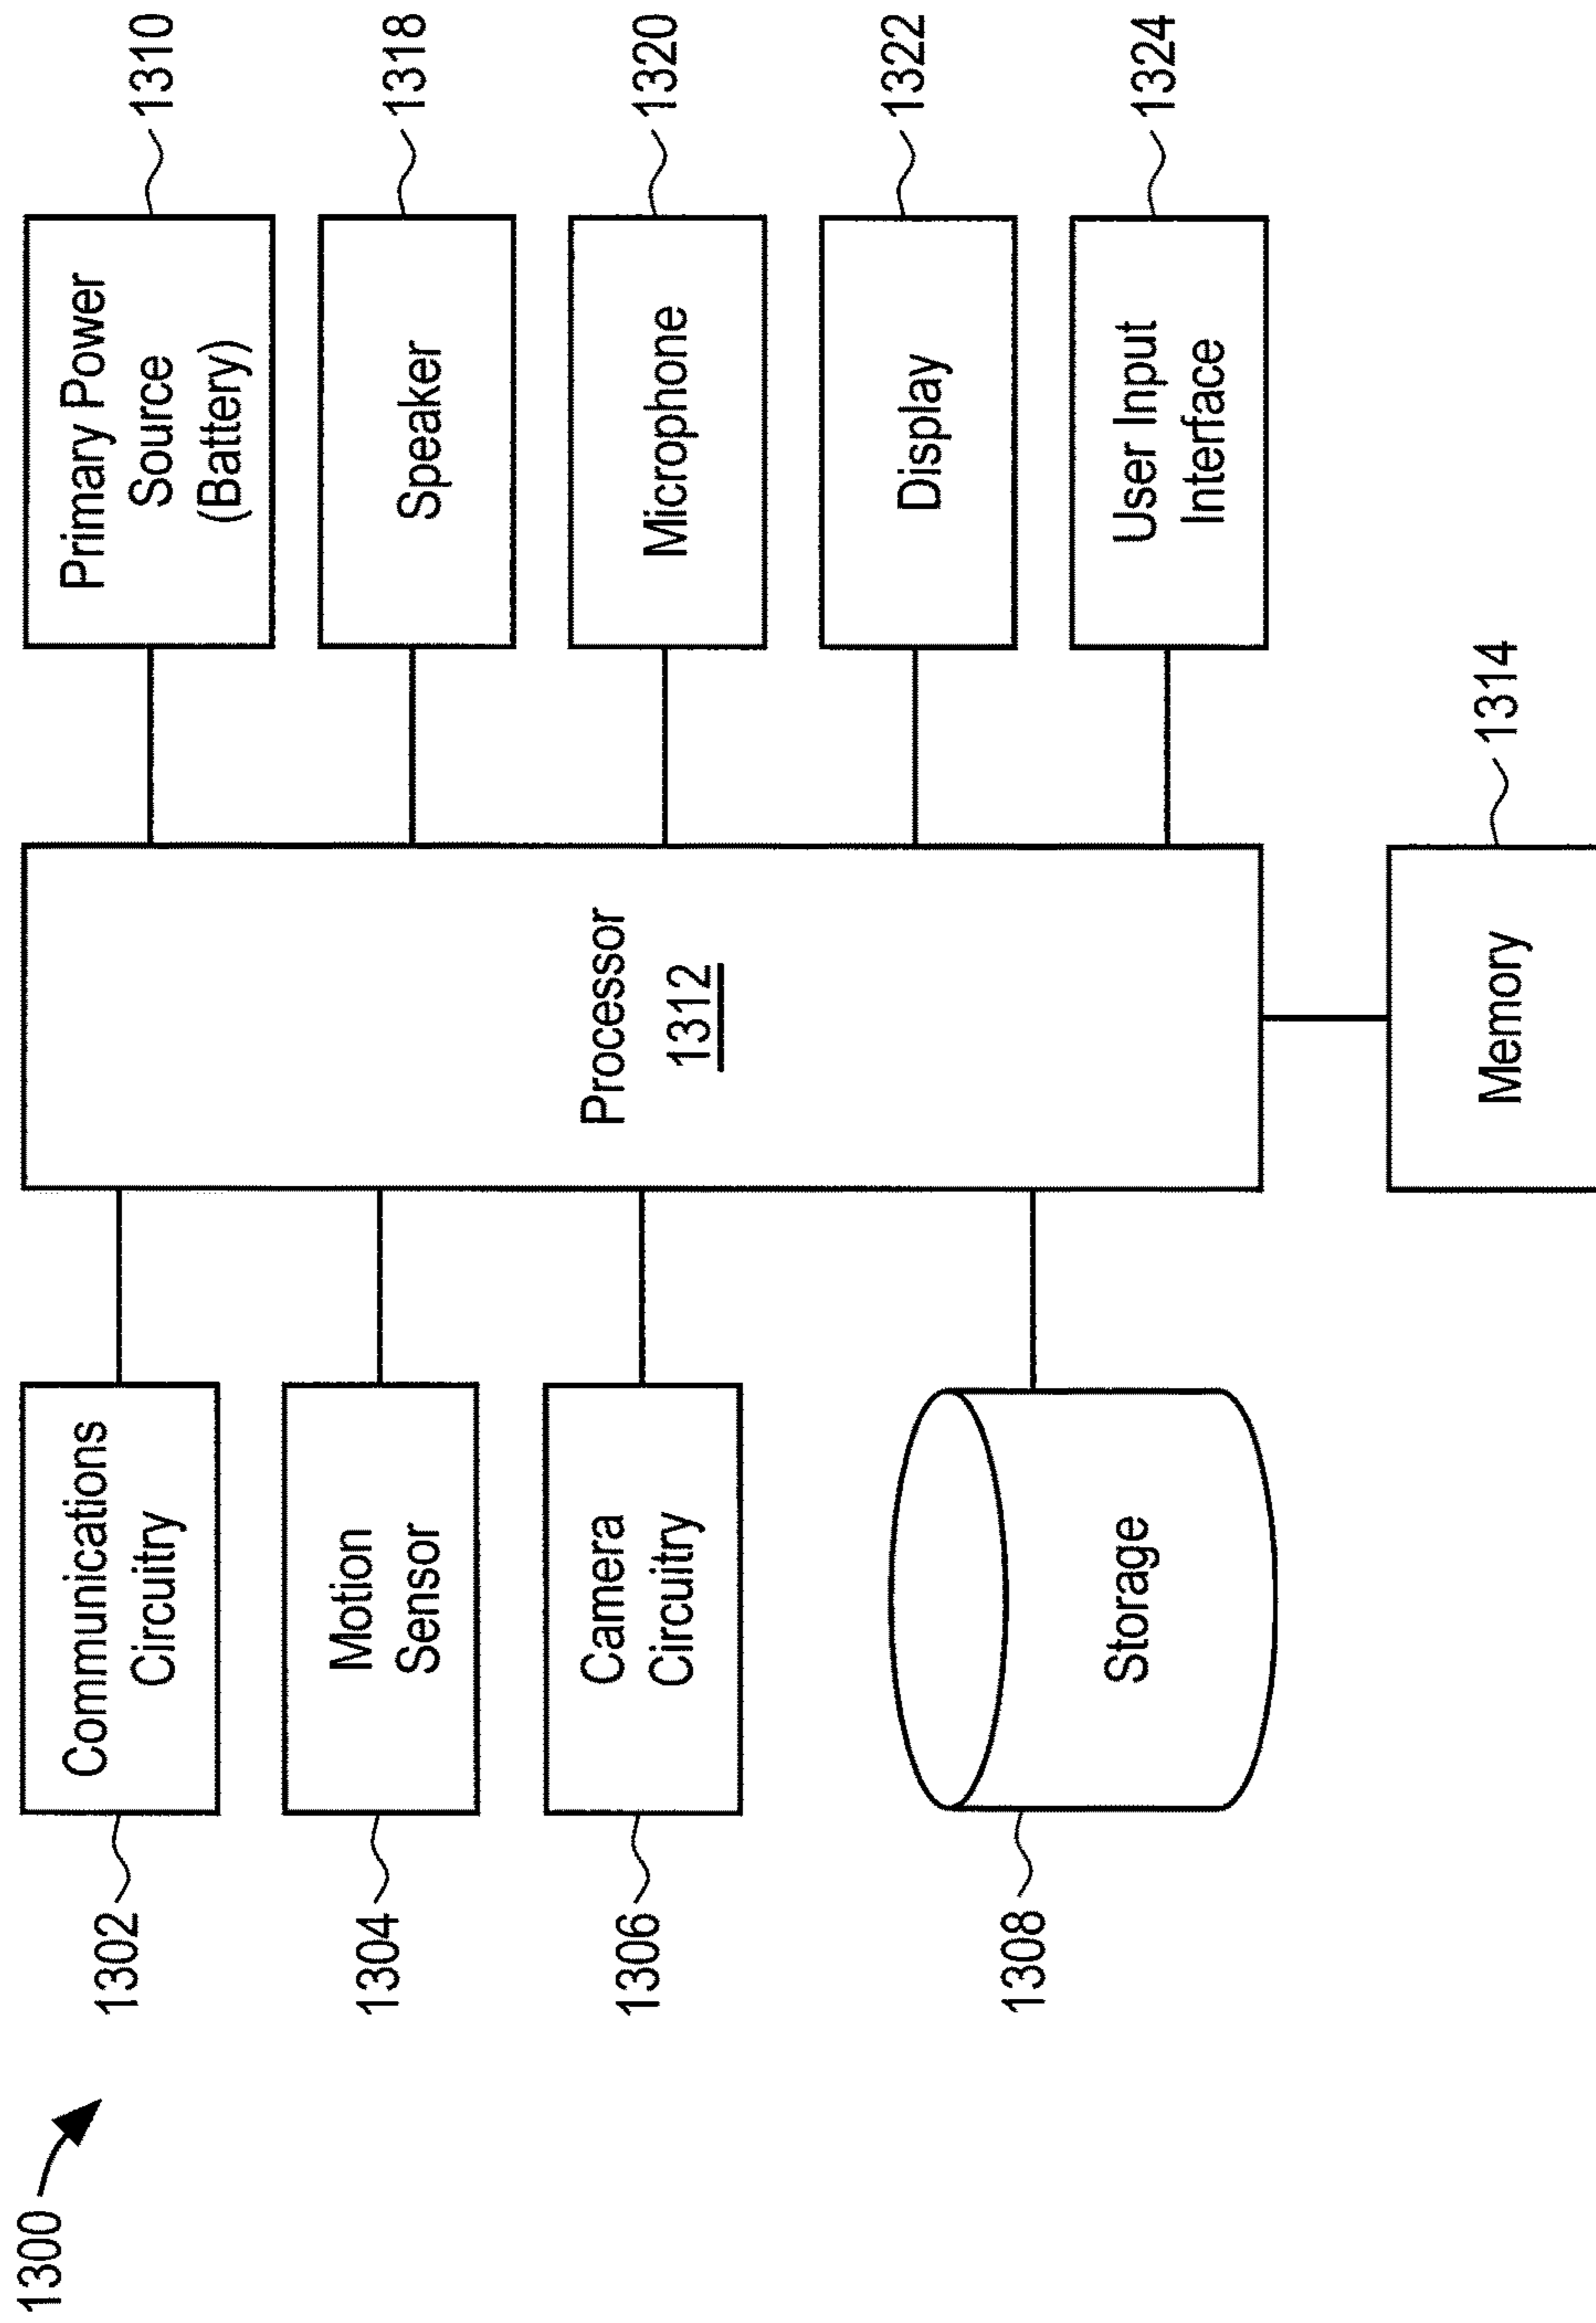 1300
1302
Communications
Circuitry
1304
Motion
Sensor
1306
Camera
Circuitry
1308
Storage
Processor
1312
Primary Power
Source
(Battery)
1310
Speaker
1318
Microphone
1320
Display
1322
User Input
Interface
1324
Memory
1314